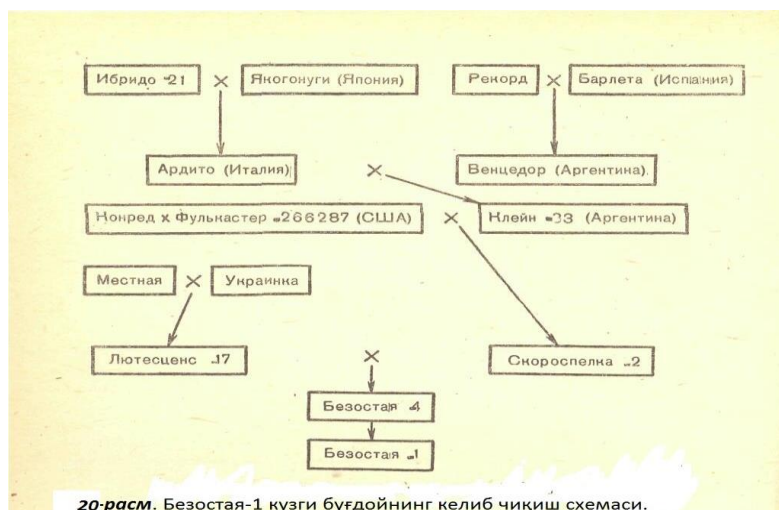 Ибридо -21 × Якогонуги (Япония) Рекорд × Барлета (Испания)
Ардито (Италия) × Венцедор (Аргентина)
Конред х Фулькастер -266287 (США) × Клейн -33 (Аргентина)
Местная × Украинка
Лютесценс -17 × Скороспелка -2
Безостая -4
Безостая -1
20-расм. Безостая-1 кузги буғдойнинг келиб чиқиш схемаси.